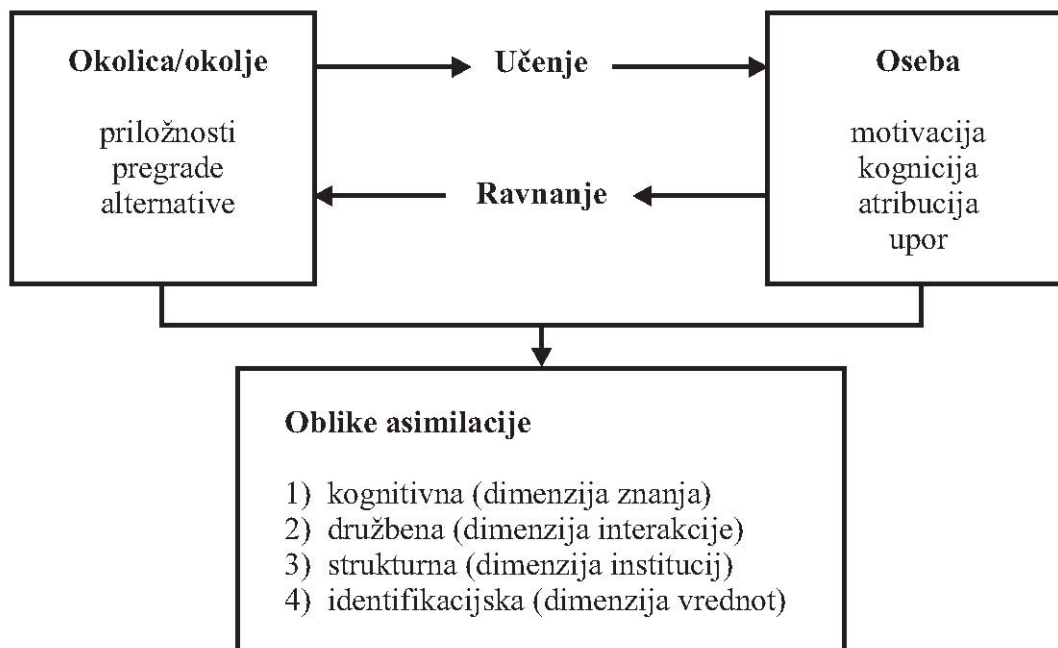 Okolica/okolje
priložnosti
pregrade
alternative
Učenje
Ravnanje
Oseba
motivacija
kognicija
atribucija
upor
Oblike asimilacije
1) kognitivna (dimenzija znanja)
2) družbena (dimenzija interakcije)
3) strukturna (dimenzija institucij)
4) identifikacijska (dimenzija vrednot)